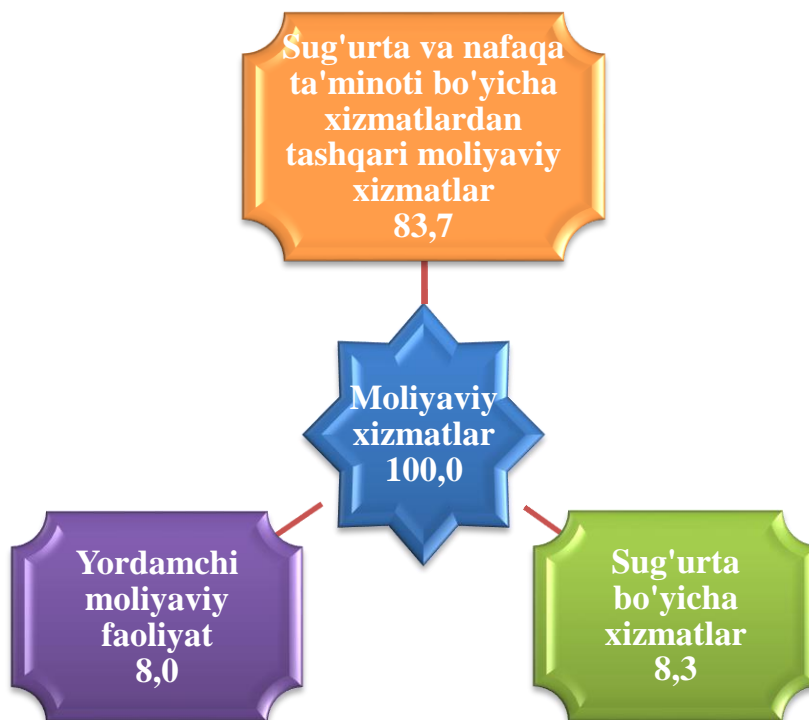 Sug'urta va nafaqa
ta'minoti bo'yicha
xizmatlardan
tashqari moliyaviy
xizmatlar
83,7
Moliyaviy
xizmatlar
100,0
Yordamchi
moliyaviy
faoliyat
8,0
Sug'urta
bo'yicha
xizmatlar
8,3